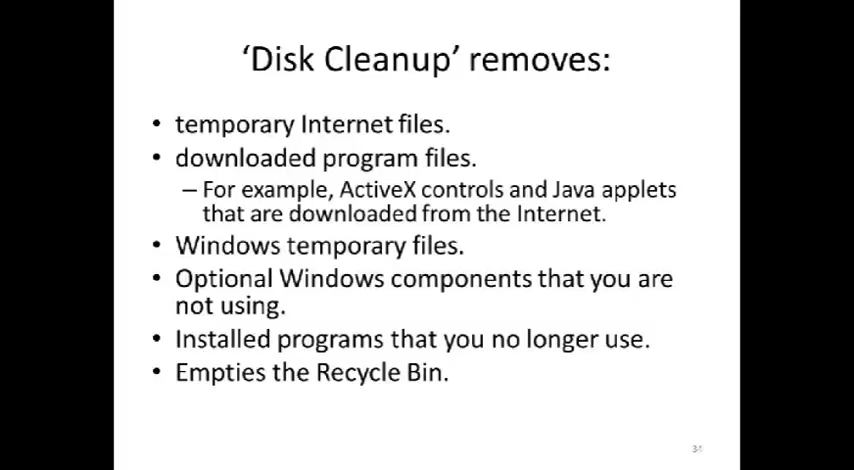 ‘Disk Cleanup’ removes:
• temporary Internet files.
• downloaded program files.
– For example, ActiveX controls and Java applets
that are downloaded from the Internet.
• Windows temporary files.
• Optional Windows components that you are
not using.
• Installed programs that you no longer use.
• Empties the Recycle Bin.